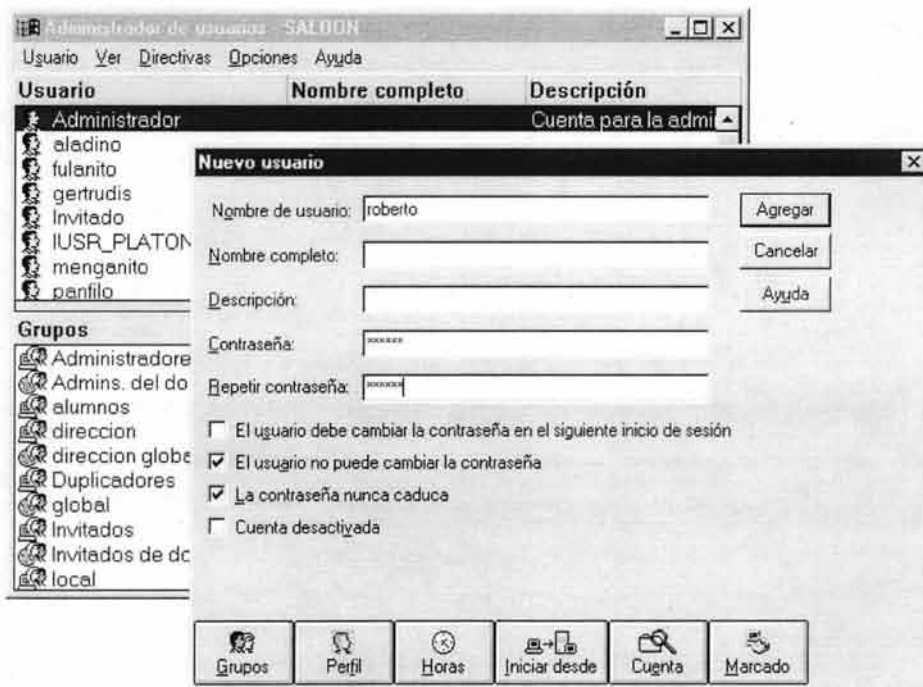 Administrador de usuarios - SALOON
Usuario Ver Directivas Opciones Ayuda
Usuario Nombre completo Descripción
Administrador Cuenta para la admi
aladino
fulanito
gertrudis
Invitado
IUSR_PLATON
menganito
panfilo
Grupos
Administradore
Admins. del do
alumnos
direccion
direccion globa
Duplicadores
global
Invitados
Invitados de do
local
Nuevo usuario
Nombre de usuario: roberto
Agregar
Nombre completo:
Cancelar
Descripción:
Ayuda
Contraseña: ******
Repetir contraseña: ******
El usuario debe cambiar la contraseña en el siguiente inicio de sesión
El usuario no puede cambiar la contraseña
La contraseña nunca caduca
Cuenta desactivada
Grupos Perfil Horas Iniciar desde Cuenta Marcado